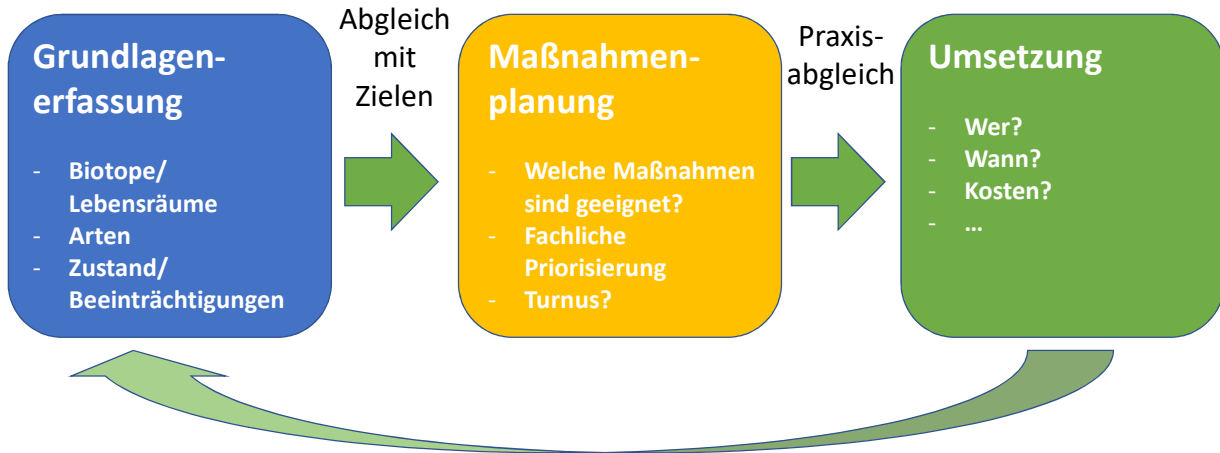 Grundlagen-
erfassung
- Biotope/
Lebensräume
- Arten
- Zustand/
Beeinträchtigungen
Abgleich
mit
Zielen
Maßnahmen-
planung
- Welche Maßnahmen
sind geeignet?
- Fachliche
Priorisierung
- Turnus?
Praxis-
abgleich
Umsetzung
- Wer?
- Wann?
- Kosten?
- …